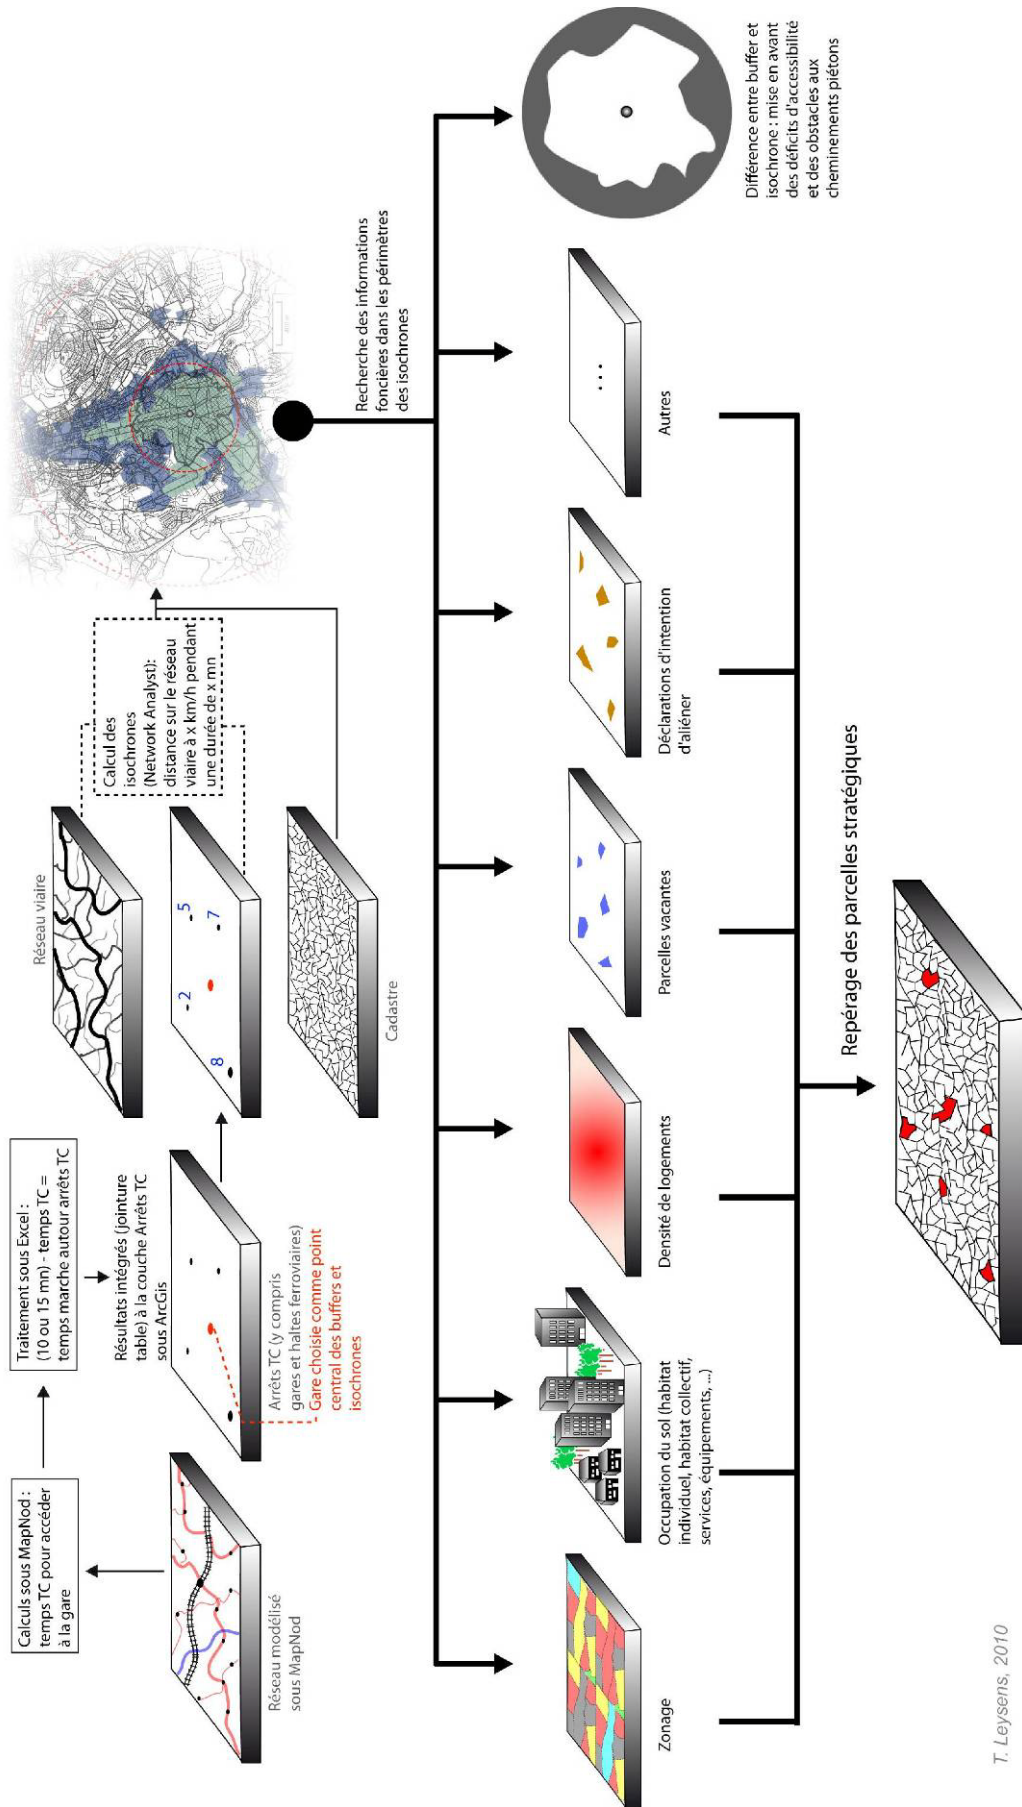 Calculs sous MapNod :
temps TC pour accéder
à la gare
Réseau modélisé
sous MapNod
Traitement sous Excel :
(10 ou 15 mn) - temps TC =
temps marche autour arrêts TC
Résultats intégrés (jointure
table) à la couche Arrêts TC
sous ArcGis
Arrêts TC (y compris
gares et haltes ferroviaires)
Gare choisie comme point
central des buffers et
isochrones
Réseau viaire
8
2
5
7
Cadastre
Calcul des
isochrones
(Network Analyst):
distance sur le réseau
viaire à x km/h pendant
une durée de x mn
Recherche des informations
foncières dans les périmètres
des isochrones
Zonage
Occupation du sol (habitat
individuel, habitat collectif,
services, équipements, ...)
Densité de logements
Parcelles vacantes
Déclarations d'intention
d'aliéner
...
Autres
Différence entre buffer et
isochrone : mise en avant
des déficits d'accessibilité
et des obstacles aux
cheminements piétons
Repérage des parcelles stratégiques
T. Leysens, 2010